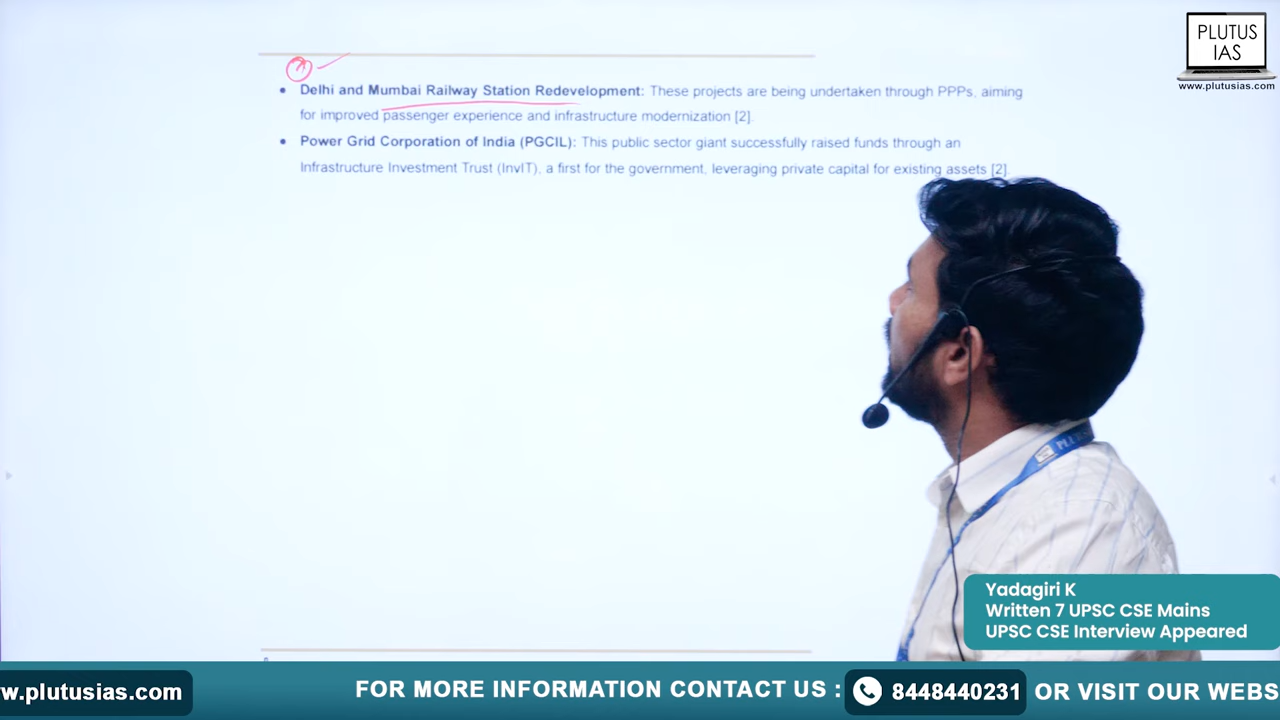 PLUTUS
IAS
www.plutusias.com
• Delhi and Mumbai Railway Station Redevelopment: These projects are being undertaken through PPPs, aiming
for improved passenger experience and infrastructure modernization [2].
• Power Grid Corporation of India (PGCIL): This public sector giant successfully raised funds through an
Infrastructure Investment Trust (InvIT), a first for the government, leveraging private capital for existing assets [2].
Yadagiri K
Written 7 UPSC CSE Mains
UPSC CSE Interview Appeared
w.plutusias.com
FOR MORE INFORMATION CONTACT US : 8448440231 OR VISIT OUR WEBS